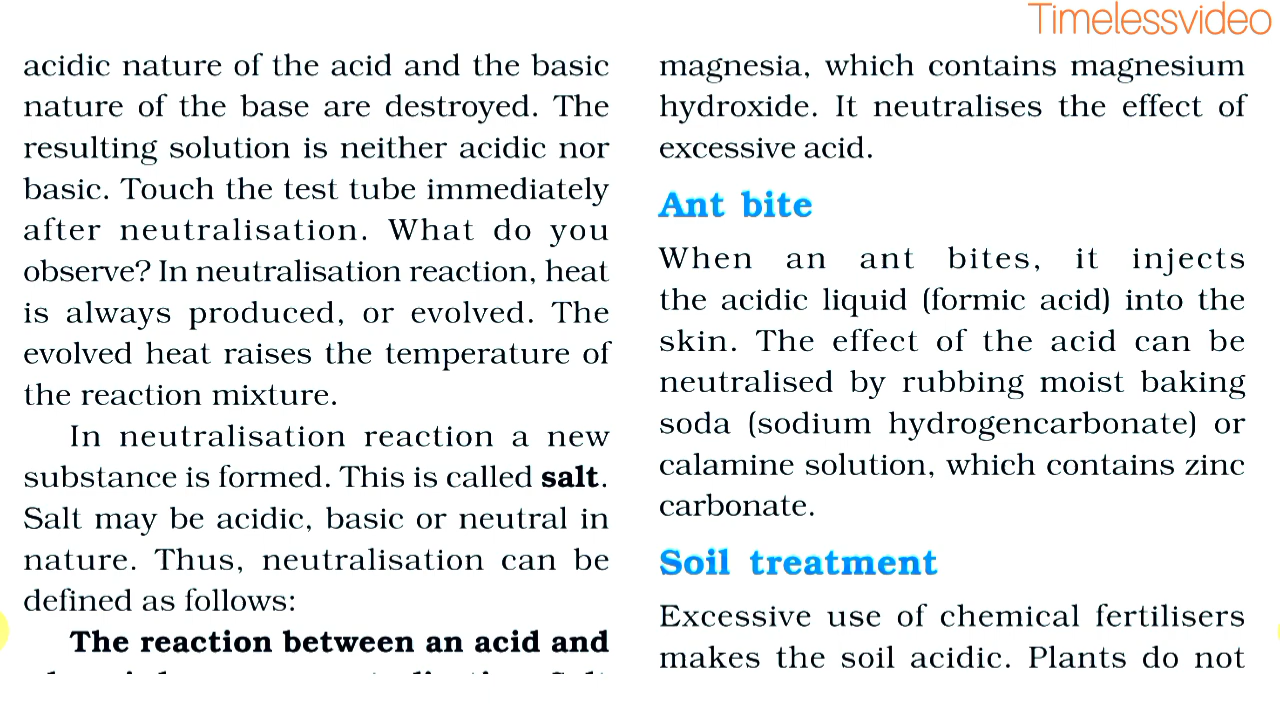 Timelessvideo
acidic nature of the acid and the basic
nature of the base are destroyed. The
resulting solution is neither acidic nor
basic. Touch the test tube immediately
after neutralisation. What do you
observe? In neutralisation reaction, heat
is always produced, or evolved. The
evolved heat raises the temperature of
the reaction mixture.
In neutralisation reaction a new
substance is formed. This is called salt.
Salt may be acidic, basic or neutral in
nature. Thus, neutralisation can be
defined as follows:
The reaction between an acid and
magnesia, which contains magnesium
hydroxide. It neutralises the effect of
excessive acid.
Ant bite
When an ant bites, it injects
the acidic liquid (formic acid) into the
skin. The effect of the acid can be
neutralised by rubbing moist baking
soda (sodium hydrogencarbonate) or
calamine solution, which contains zinc
carbonate.
Soil treatment
Excessive use of chemical fertilisers
makes the soil acidic. Plants do not